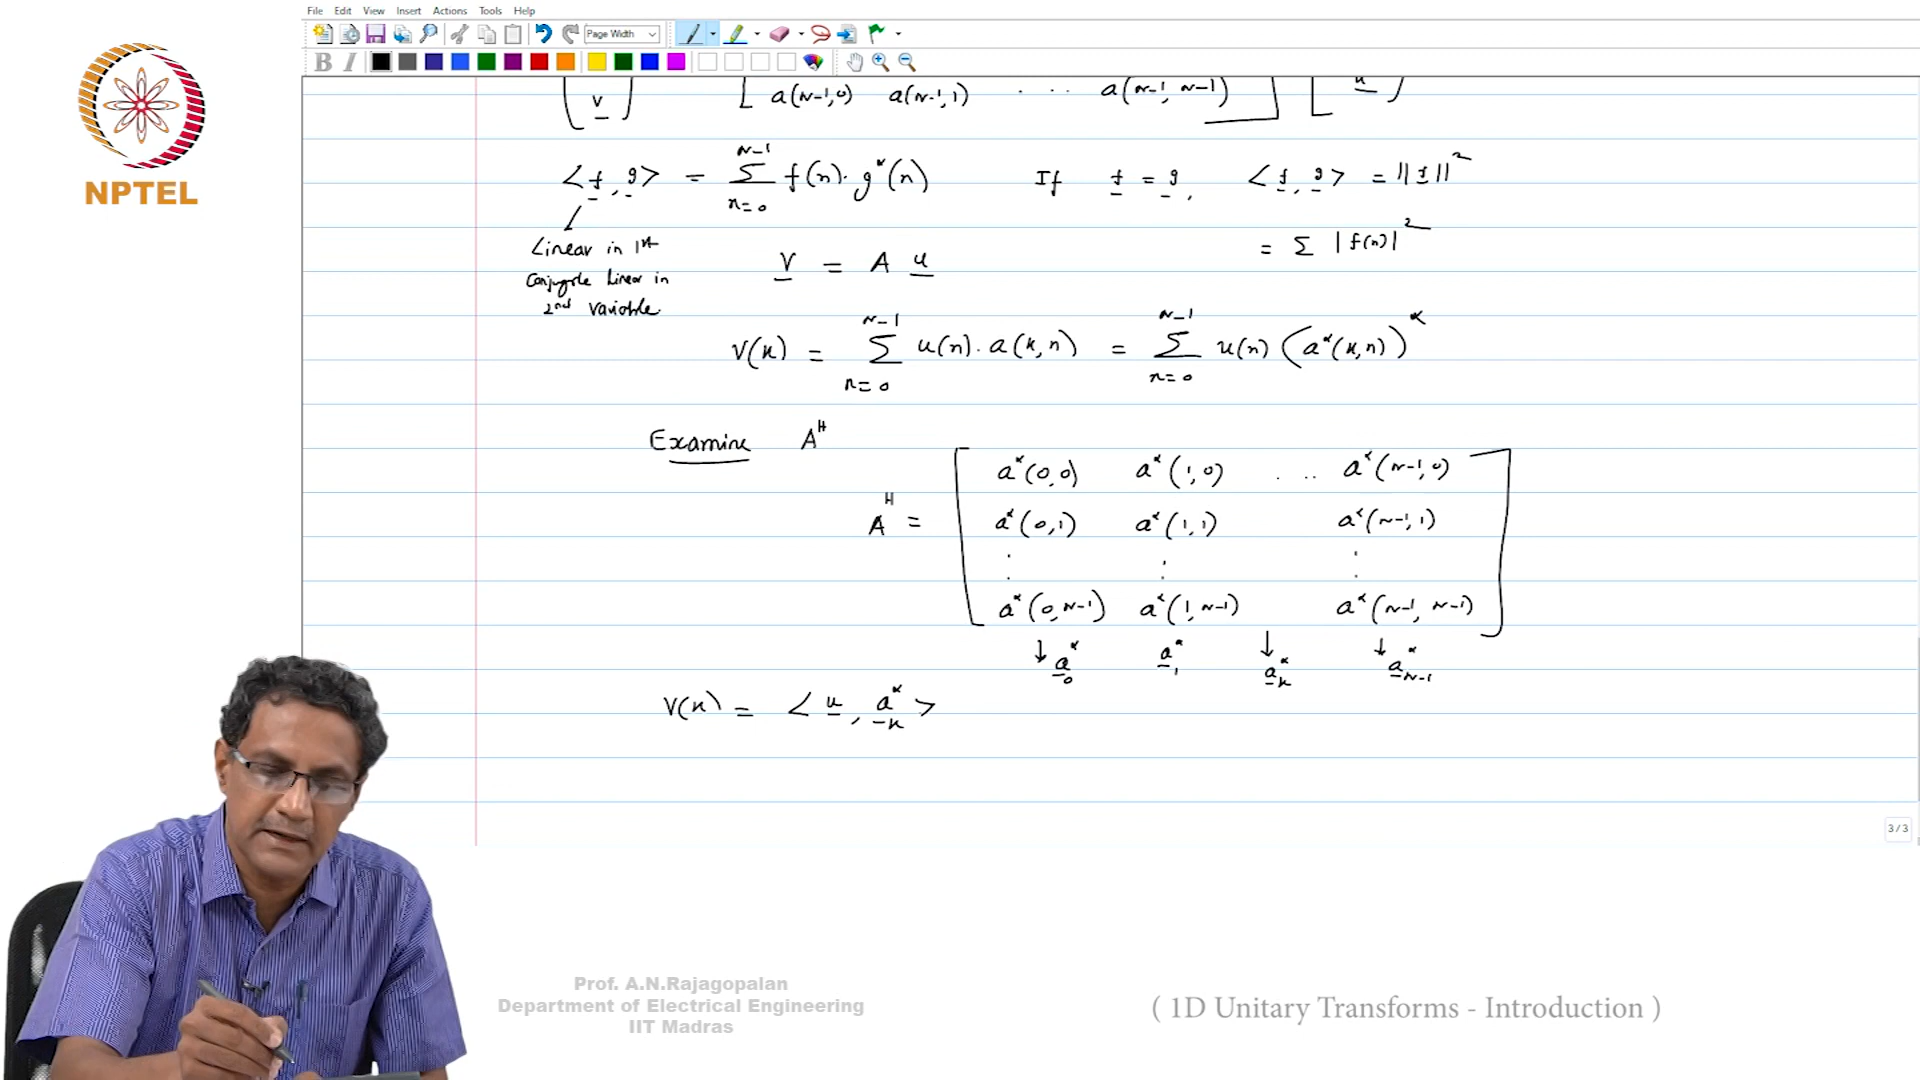 File Edit View Insert Actions Tools Help
Page Width
B I
NPTEL
v a(N-1,0) a(N-1,1) . .. a(N-1, N-1) u
<f, g> = Σ_{n=0}^{N-1} f(n). g*(n) If f = g, <f, g> = ||f||²
Linear in 1st
Conjugate Linear in
2nd variable
= Σ |f(n)|²
V = A u
V(k) = Σ_{n=0}^{N-1} u(n). a(k,n) = Σ_{n=0}^{N-1} u(n) (a*(k,n))*
Examine A^H
A^H =
a*(0,0) a*(1,0) . .. a*(N-1,0)
a*(0,1) a*(1,1) a*(N-1,1)
: : :
a*(0,N-1) a*(1,N-1) a*(N-1, N-1)
↓ a*_0 a*_1 ↓ a*_k ↓ a*_{N-1}
V(k) = < u, a*_k >
3/3
Prof. A.N.Rajagopalan
Department of Electrical Engineering
IIT Madras
( 1D Unitary Transforms - Introduction )